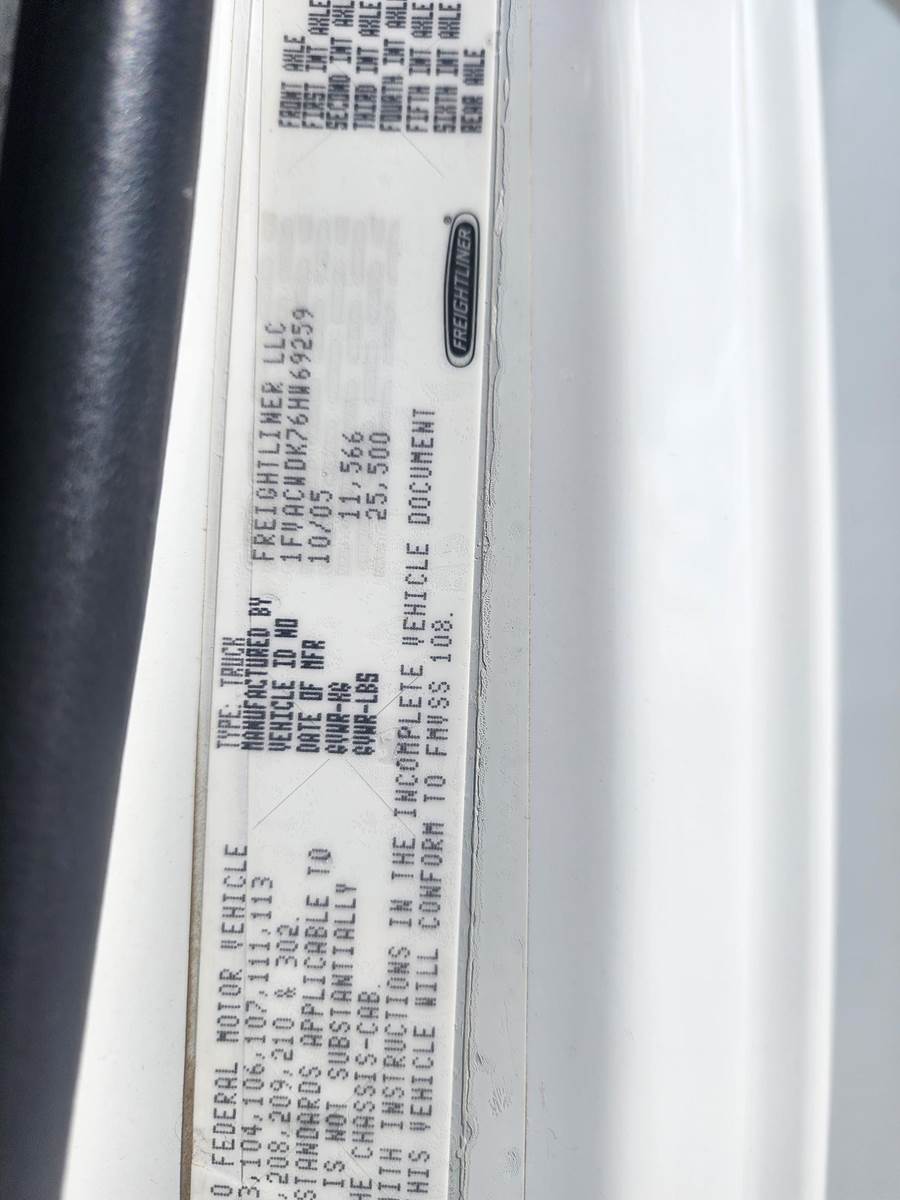 O FEDERAL MOTOR VEHICLE
3,104,106,107,111,113
,208,209,210 & 302.
STANDARDS APPLICABLE TO
IS NOT SUBSTANTIALLY
HE CHASSIS-CAB.
ITH INSTRUCTIONS IN THE INCOMPLETE VEHICLE DOCUMENT
HIS VEHICLE WILL CONFORM TO FMVSS 108.
TYPE: TRUCK
MANUFACTURED BY FREIGHTLINER LLC
VEHICLE ID NO 1FVACWDK76HW69259
DATE OF MFR 10/05
GVWR-KG 11,566
GVWR-LBS 25,500
FREIGHTLINER®
FRONT AXLE
FIRST INT AXLE
SECOND INT AXLE
THIRD INT AXLE
FOURTH INT AXLE
FIFTH INT AXLE
SIXTH INT AXLE
REAR AXLE